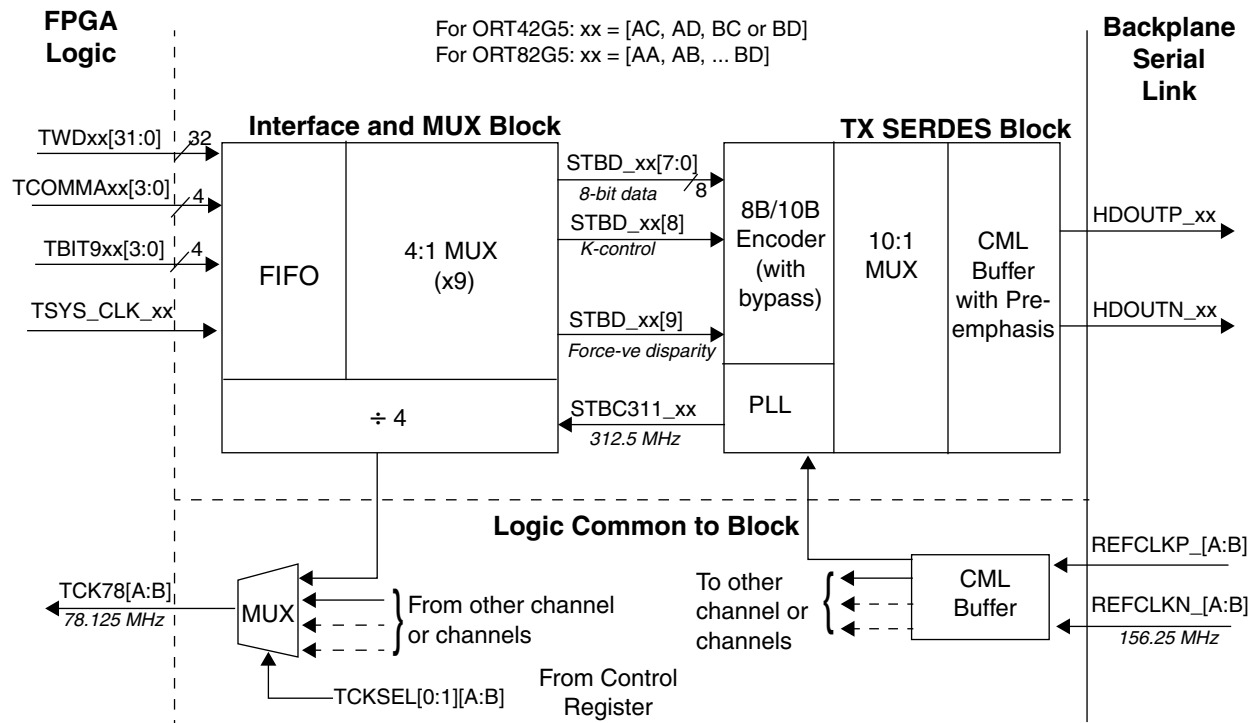 FPGA
Logic
For ORT42G5: xx = [AC, AD, BC or BD]
For ORT82G5: xx = [AA, AB, ... BD]
Backplane
Serial
Link
Interface and MUX Block
TX SERDES Block
TWDxx[31:0]
32
TCOMMAxx[3:0]
4
TBIT9xx[3:0]
4
TSYS_CLK_xx
FIFO
4:1 MUX
(x9)
÷ 4
STBD_xx[7:0]
8-bit data
8
STBD_xx[8]
K-control
STBD_xx[9]
Force-ve disparity
STBC311_xx
312.5 MHz
8B/10B
Encoder
(with
bypass)
PLL
10:1
MUX
CML
Buffer
with Pre-
emphasis
HDOUTP_xx
HDOUTN_xx
Logic Common to Block
TCK78[A:B]
78.125 MHz
MUX
From other channel
or channels
TCKSEL[0:1][A:B]
From Control
Register
To other
channel or
channels
CML
Buffer
REFCLKP_[A:B]
REFCLKN_[A:B]
156.25 MHz